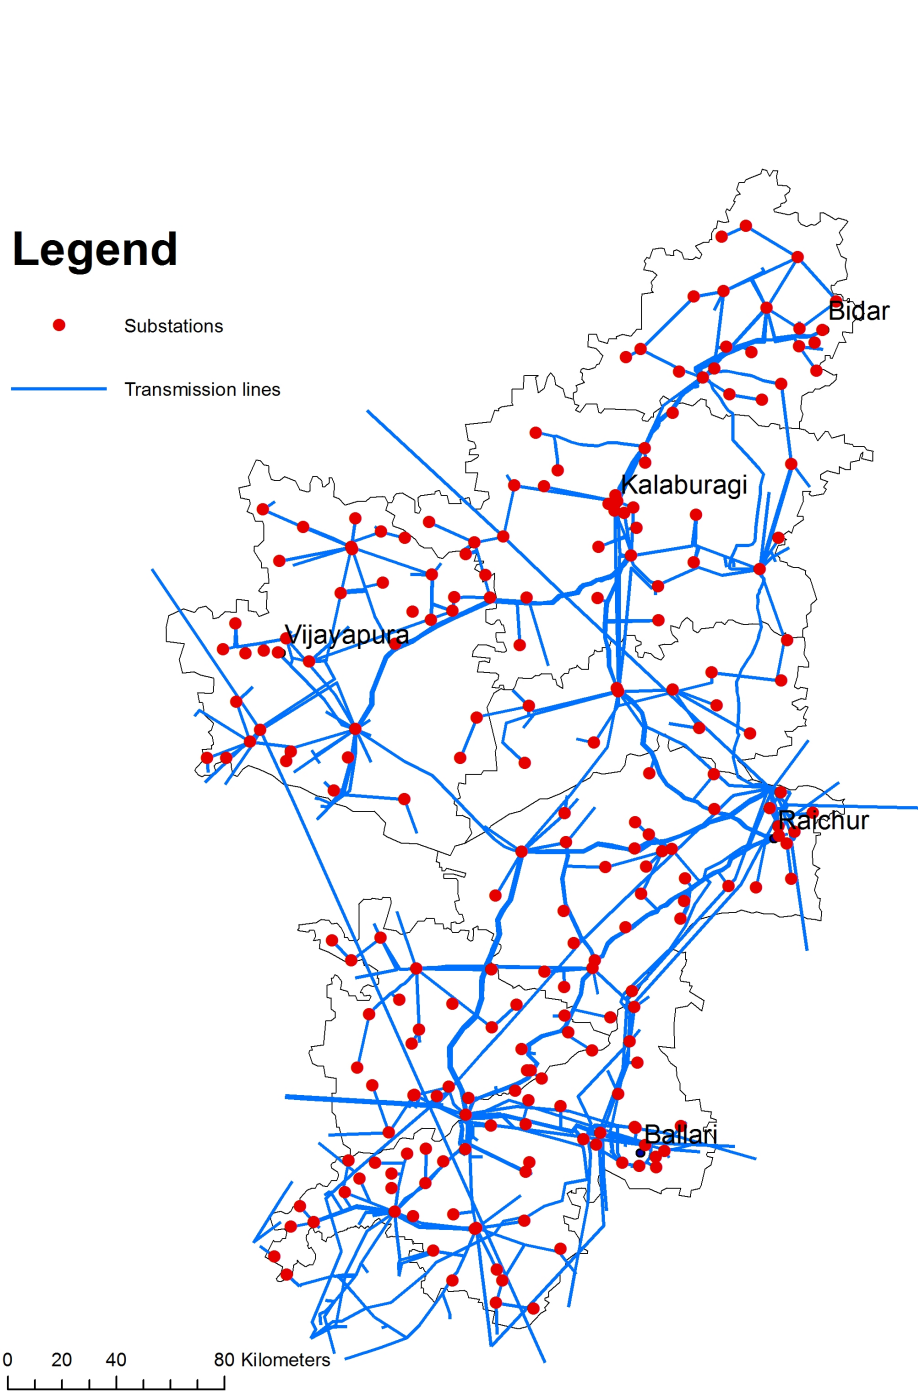 Legend
Substations
Transmission lines
Bidar
Kalaburagi
Vijayapura
Raichur
Ballari
0 20 40 80 Kilometers